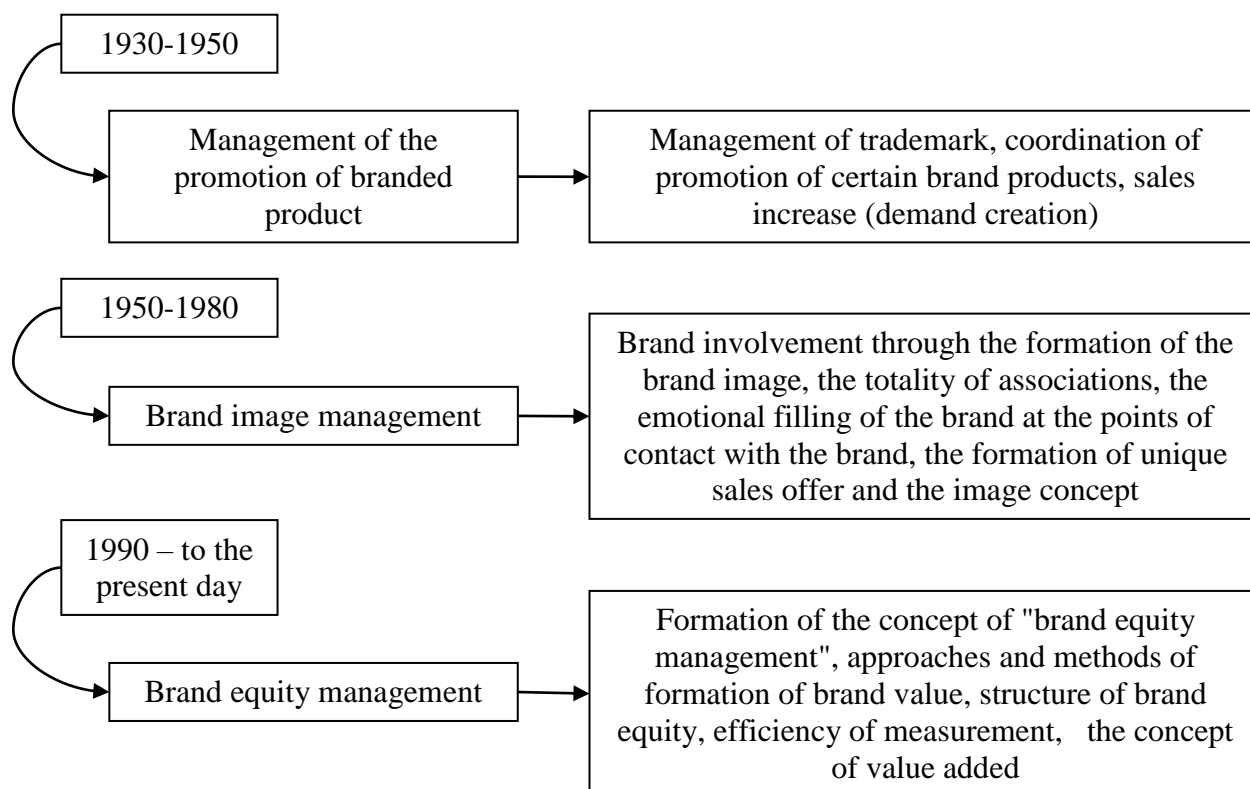 1930-1950
Management of the
promotion of branded
product
Management of trademark, coordination of
promotion of certain brand products, sales
increase (demand creation)
1950-1980
Brand image management
Brand involvement through the formation of the
brand image, the totality of associations, the
emotional filling of the brand at the points of
contact with the brand, the formation of unique
sales offer and the image concept
1990 – to the
present day
Brand equity management
Formation of the concept of "brand equity
management", approaches and methods of
formation of brand value, structure of brand
equity, efficiency of measurement,   the concept
of value added